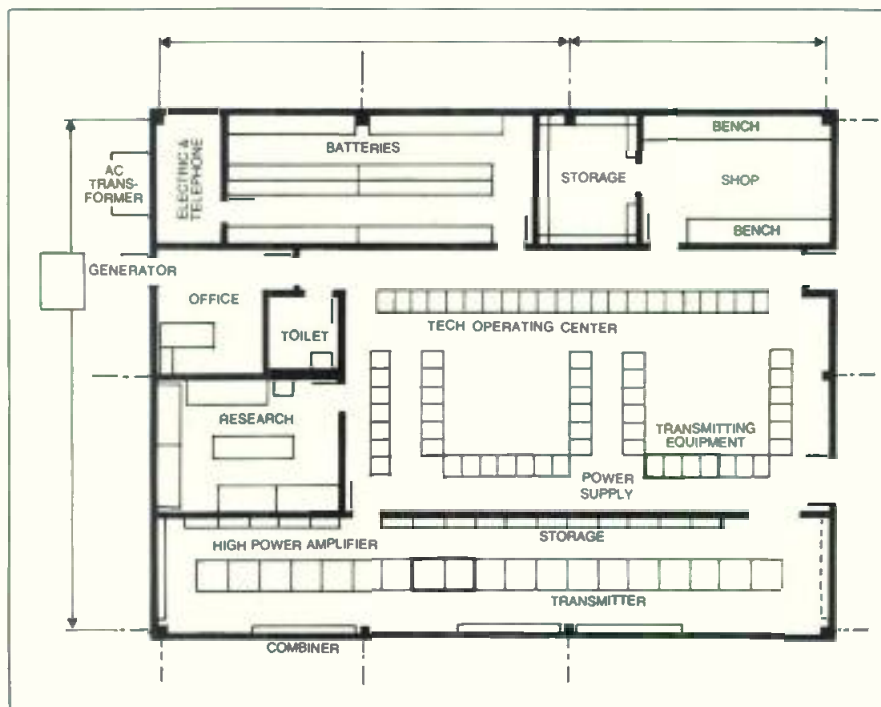 BENCH
BATTERIES
ELECTRIC &
TELEPHONE
AC
TRANS-
FORMER
STORAGE
SHOP
BENCH
GENERATOR
OFFICE
TOILET
TECH OPERATING CENTER
RESEARCH
TRANSMITTING
EQUIPMENT
POWER
SUPPLY
HIGH POWER AMPLIFIER
STORAGE
TRANSMITTER
COMBINER